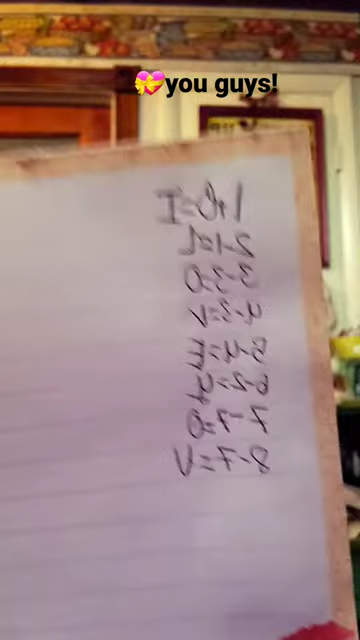 💝you guys!
1+0=I
2-1=L
3-3=O
4-3=V
5-4=E
6-2=Y
7-7=O
8-7=U